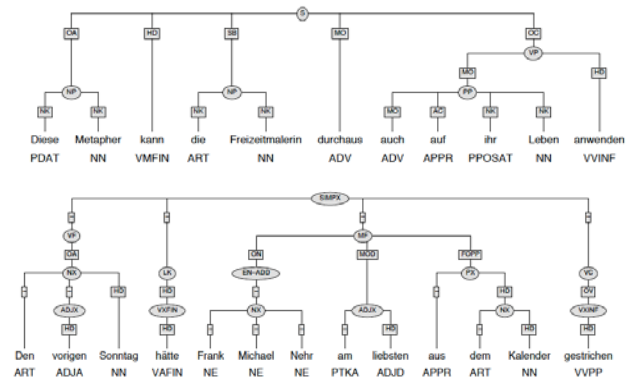 S
OA HD SB MO OC
VP
MO HD
NP NP PP
NK NK NK NK MO AC NK NK
Diese Metapher kann die Freizeitmalerin durchaus auch auf ihr Leben anwenden
PDAT NN VMFIN ART NN ADV ADV APPR PPOSAT NN VVINF
SIMPX
- - - -
VF MF
OA ON MOD FOPP
NX LK EN-ADD PX VC
- - HD HD - - HD OV
ADJX VXFIN NX ADJX NX VXINF
HD HD - - - - HD - HD HD
Den vorigen Sonntag hätte Frank Michael Nehr am liebsten aus dem Kalender gestrichen
ART ADJA NN VAFIN NE NE NE PTKA ADJD APPR ART NN VVPP